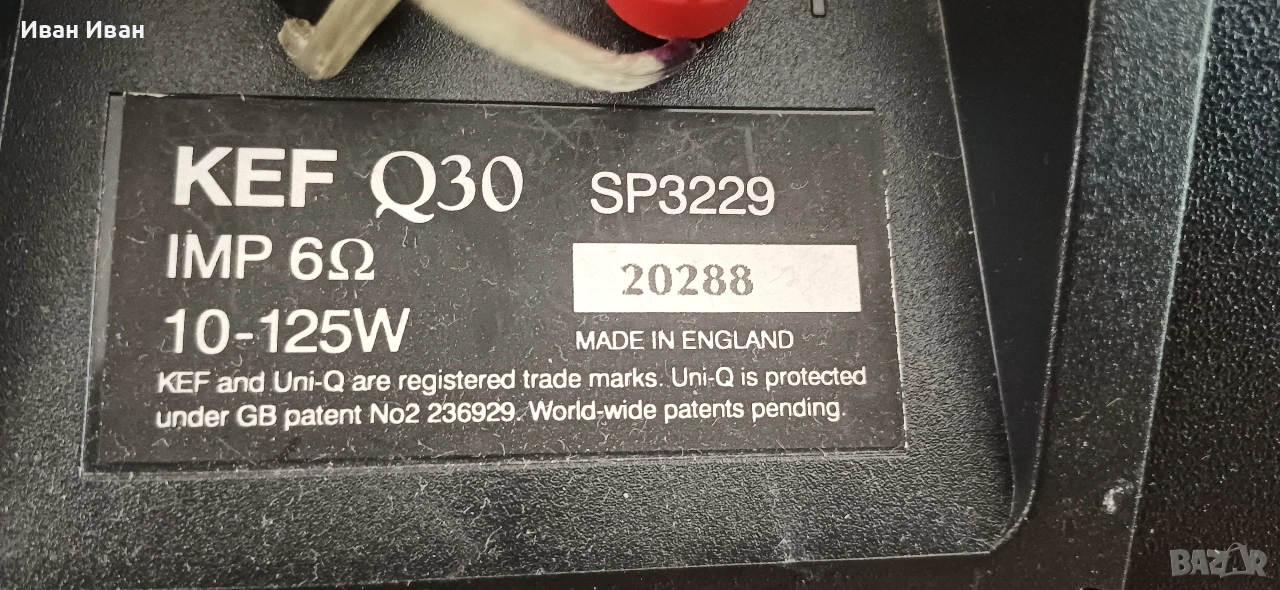 Иван Иван
KEF Q30 SP3229
IMP 6Ω
20288
10-125W
MADE IN ENGLAND
KEF and Uni-Q are registered trade marks. Uni-Q is protected
under GB patent No2 236929. World-wide patents pending.
BAZAR